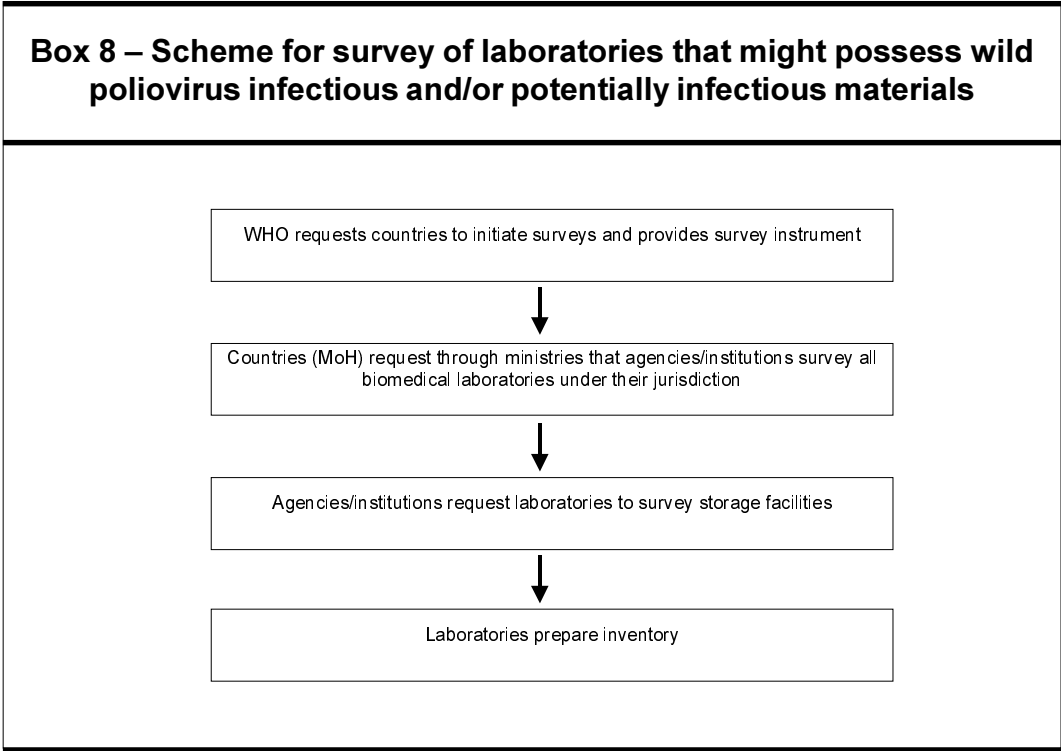 Box 8 – Scheme for survey of laboratories that might possess wild
poliovirus infectious and/or potentially infectious materials
WHO requests countries to initiate surveys and provides survey instrument
Countries (MoH) request through ministries that agencies/institutions survey all
biomedical laboratories under their jurisdiction
Agencies/institutions request laboratories to survey storage facilities
Laboratories prepare inventory